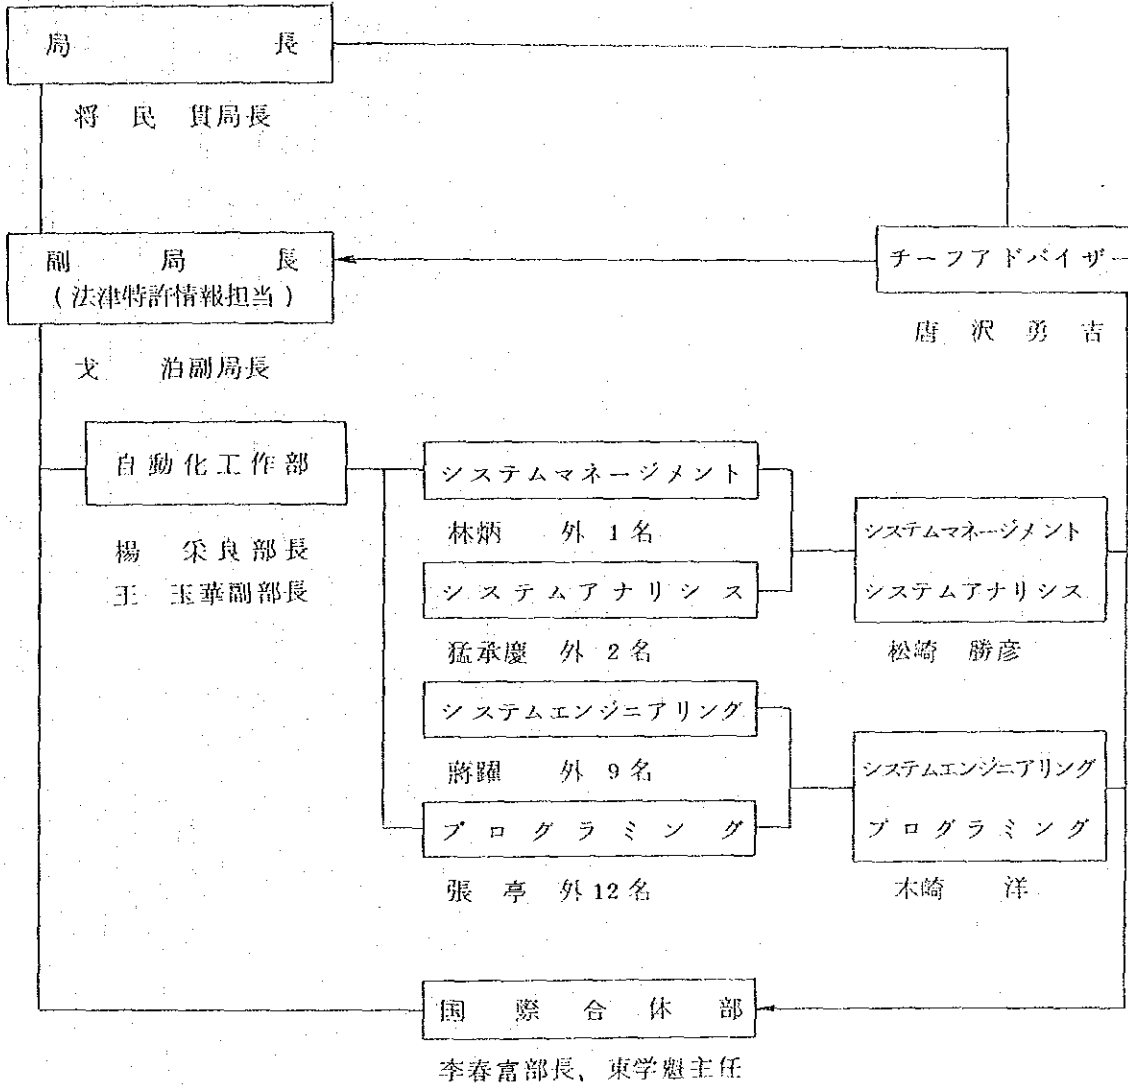 局長
将 民 貫局長
副局長
(法津特許情報担当)
チーフアドバイザー
唐沢勇吉
戈 泊副局長
自動化工作部
楊 采良部長
王 玉華副部長
システムマネージメント
林炳 外 1 名
システムアナリシス
猛承慶 外 2 名
システムエンジニアリング
蔣躍 外 9 名
プログラミング
張 亭 外 12 名
システムマネージメント
システムアナリシス
松崎 勝彦
システムエンジニアリング
プログラミング
木崎 洋
国際合休部
李春富部長、東学魁主任